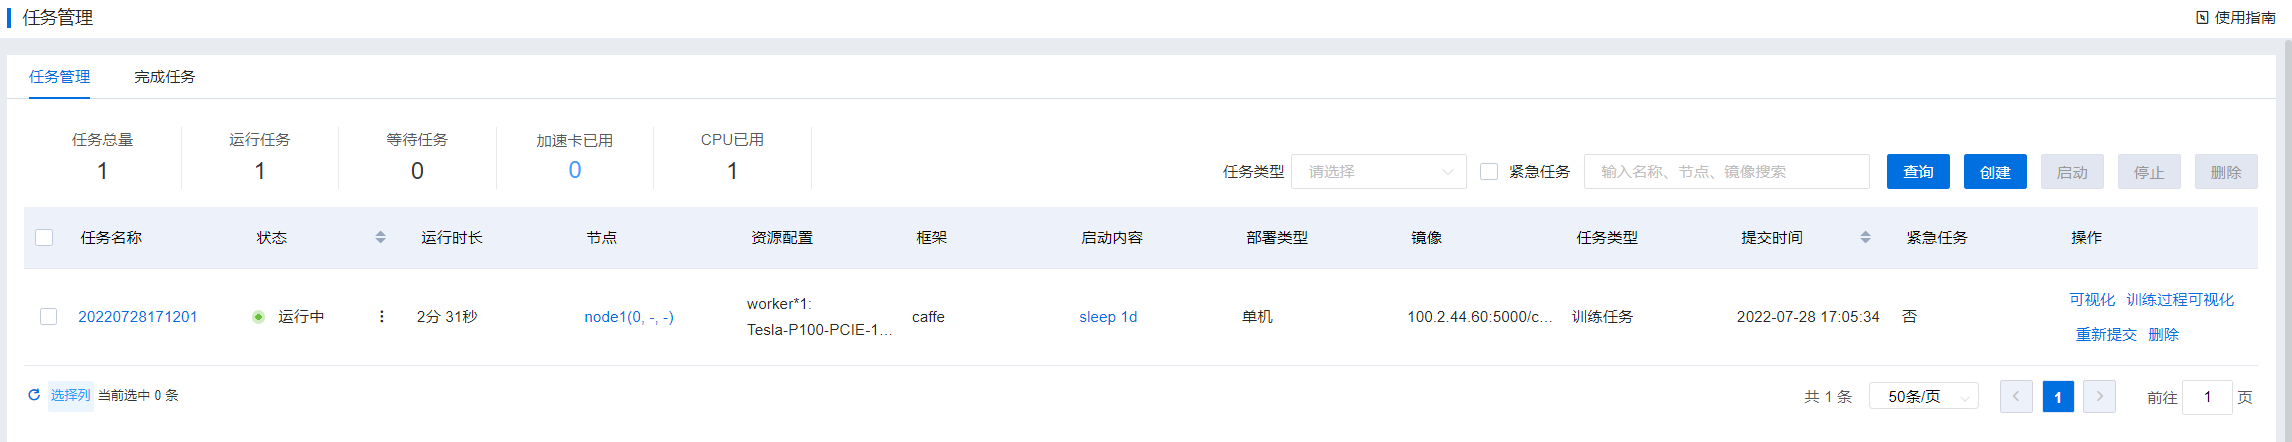 任务管理
使用指南
任务管理 完成任务
任务总量 运行任务 等待任务 加速卡已用 CPU已用
1 1 0 0 1
任务类型 请选择 紧急任务 输入名称、节点、镜像搜索 查询 创建 启动 停止 删除
任务名称 状态 运行时长 节点 资源配置 框架 启动内容 部署类型 镜像 任务类型 提交时间 紧急任务 操作
20220728171201 运行中 2分 31秒 node1(0, -, -) worker*1: caffe sleep 1d 单机 100.2.44.60:5000/c... 训练任务 2022-07-28 17:05:34 否 可视化 训练过程可视化
Tesla-P100-PCIE-1... 重新提交 删除
选择列 当前选中 0 条 共 1 条 50条/页 1 前往 1 页